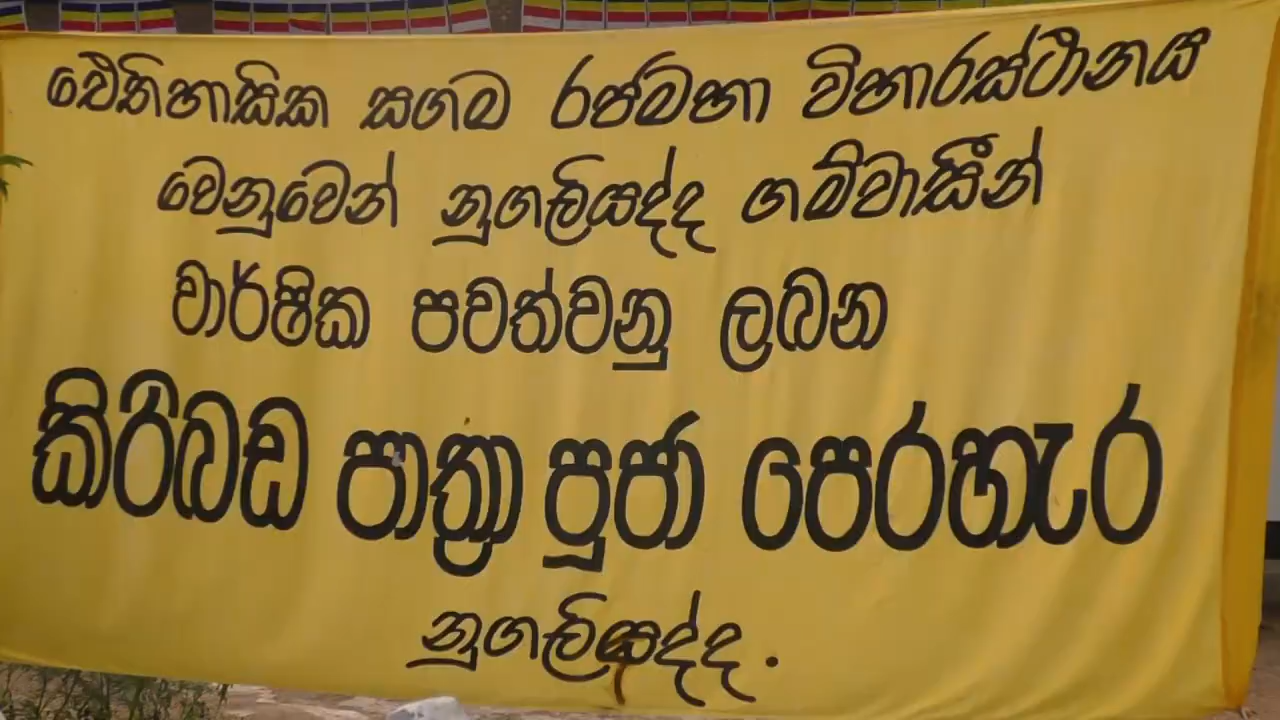 ඓතිහාසික සගම රජමහා විහාරස්ථානය
වෙනුවෙන් නුගලියද්ද ගම්වාසීන්
වාර්ෂික පවත්වනු ලබන
කිරිබඩ පාත්‍රා පූජා පෙරහැර
නුගලියද්ද.